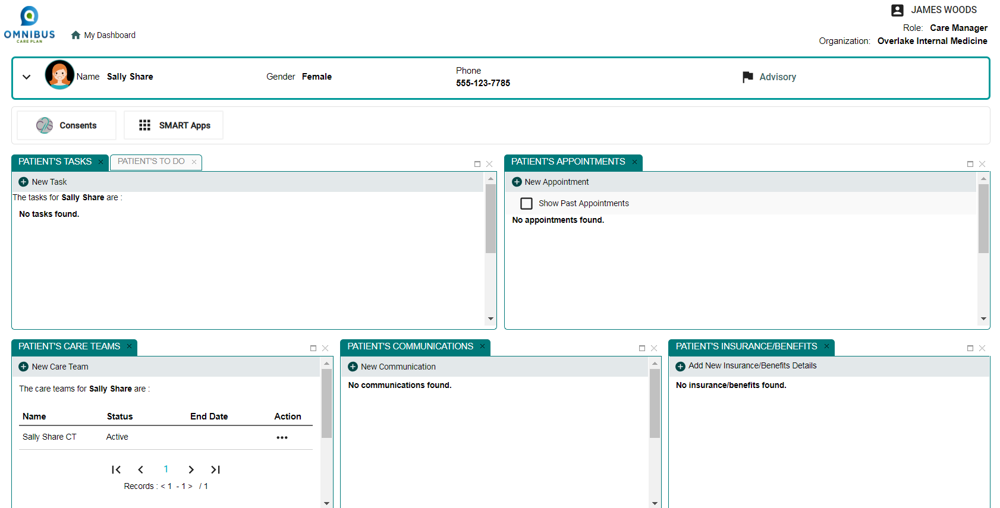 OMNIBUS
CARE PLAN
My Dashboard
JAMES WOODS
Role: Care Manager
Organization: Overlake Internal Medicine
Name Sally Share
Gender Female
Phone
555-123-7785
Advisory
Consents
SMART Apps
PATIENT'S TASKS
PATIENT'S TO DO
New Task
The tasks for Sally Share are :
No tasks found.
PATIENT'S APPOINTMENTS
New Appointment
Show Past Appointments
No appointments found.
PATIENT'S CARE TEAMS
New Care Team
The care teams for Sally Share are :
Name Status End Date Action
Sally Share CT Active
1
Records : < 1 - 1 > / 1
PATIENT'S COMMUNICATIONS
New Communication
No communications found.
PATIENT'S INSURANCE/BENEFITS
Add New Insurance/Benefits Details
No insurance/benefits found.